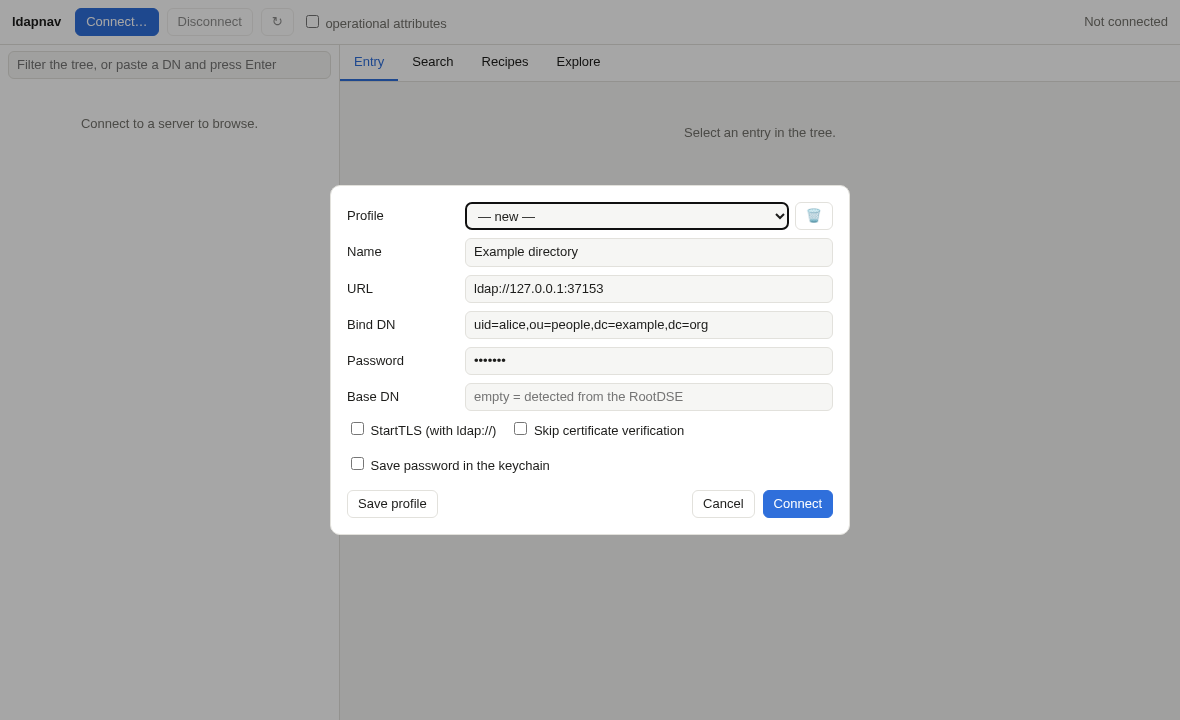 ldapnav Connect… Disconnect ↻ operational attributes Not connected
Filter the tree, or paste a DN and press Enter
Entry Search Recipes Explore
Connect to a server to browse.
Select an entry in the tree.
Profile — new —
Name Example directory
URL ldap://127.0.0.1:37153
Bind DN uid=alice,ou=people,dc=example,dc=org
Password •••••••
Base DN empty = detected from the RootDSE
StartTLS (with ldap://) Skip certificate verification
Save password in the keychain
Save profile Cancel Connect